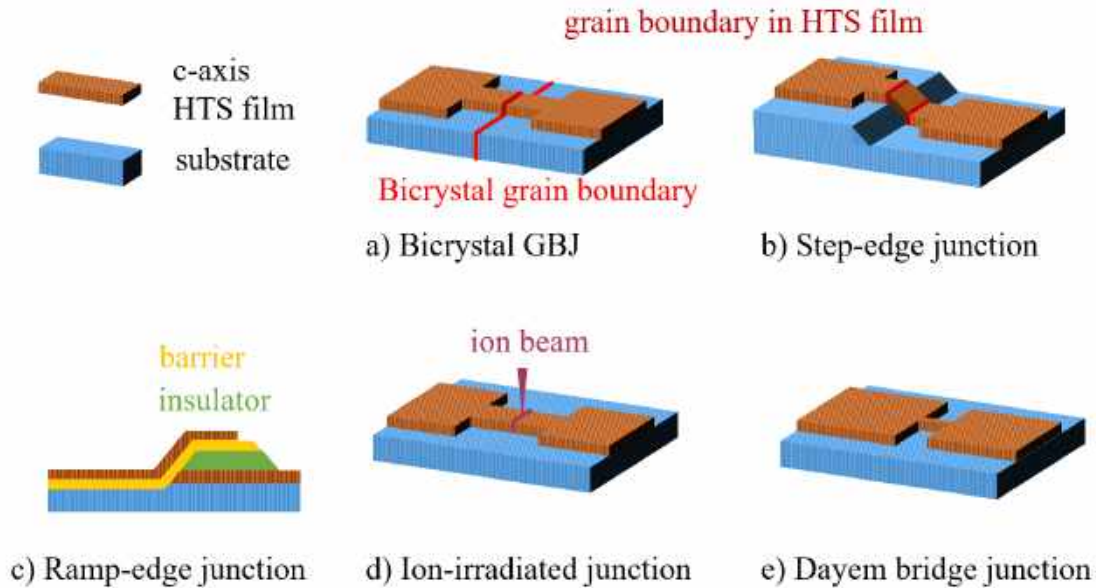 grain boundary in HTS film
c-axis
HTS film
substrate
Bicrystal grain boundary
a) Bicrystal GBJ
b) Step-edge junction
ion beam
barrier
insulator
c) Ramp-edge junction
d) Ion-irradiated junction
e) Dayem bridge junction